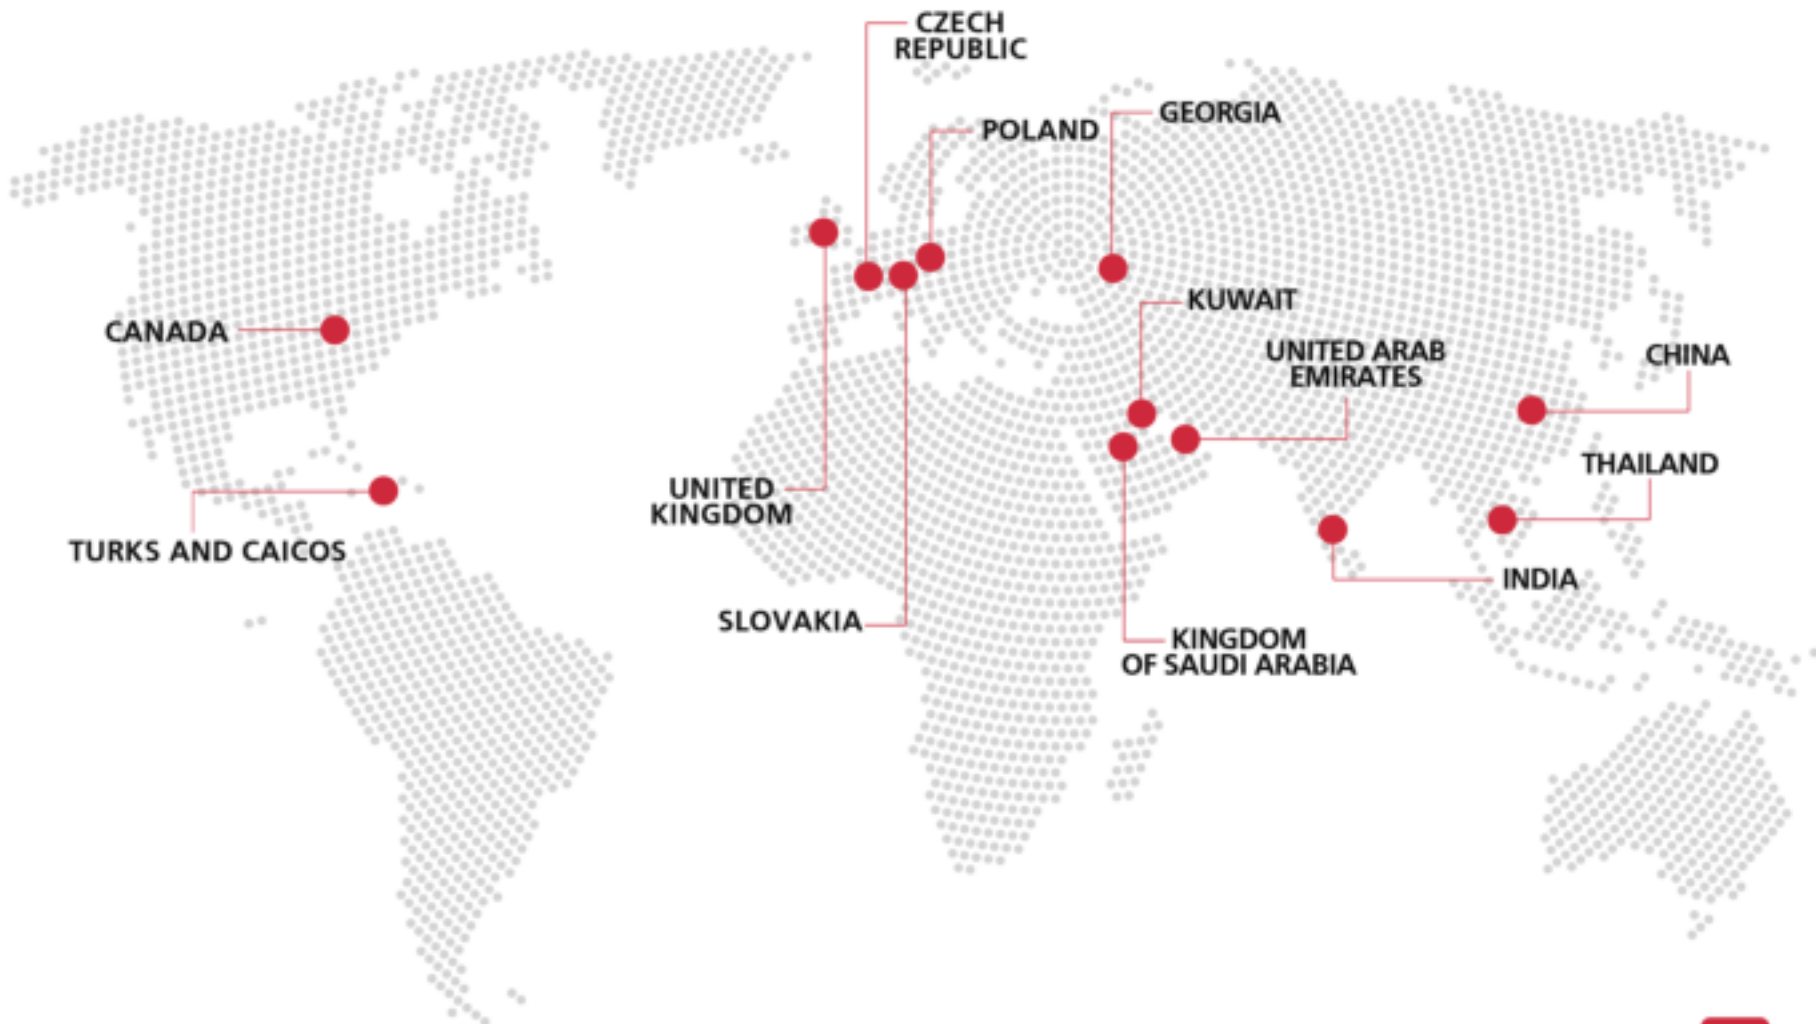 CZECH
REPUBLIC
POLAND
GEORGIA
KUWAIT
CANADA
UNITED ARAB
EMIRATES
CHINA
THAILAND
UNITED
KINGDOM
TURKS AND CAICOS
INDIA
SLOVAKIA
KINGDOM
OF SAUDI ARABIA